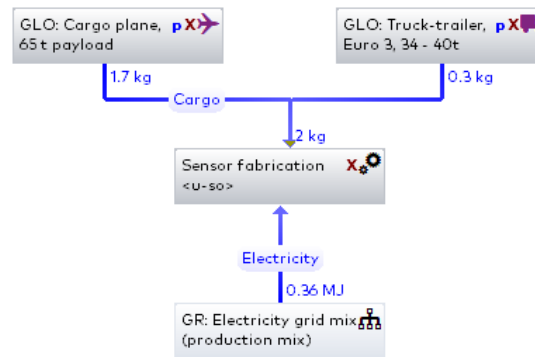 GLO: Cargo plane, p X
65 t payload
GLO: Truck-trailer, p X
Euro 3, 34 - 40t
1.7 kg
0.3 kg
Cargo
2 kg
Sensor fabrication X
<u-so>
Electricity
0.36 MJ
GR: Electricity grid mix
(production mix)